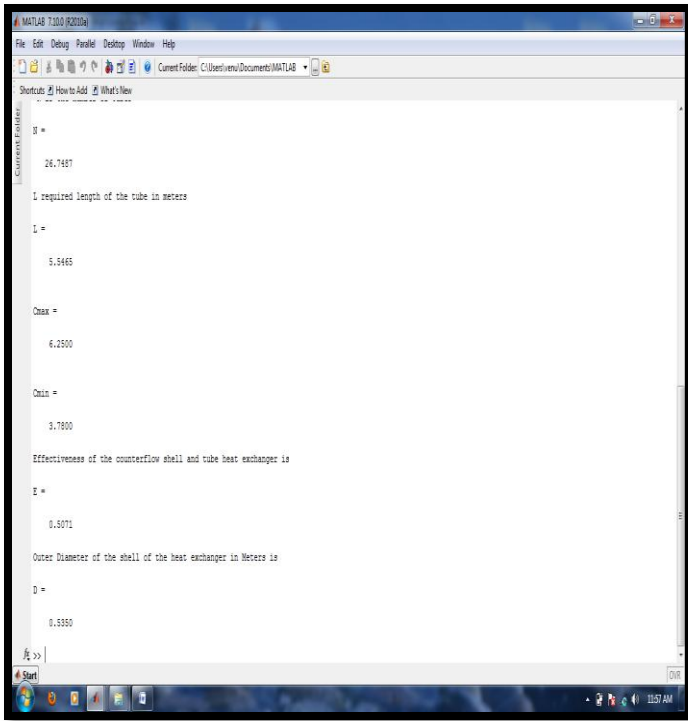 MATLAB 7.10.0 (R2010a)
File Edit Debug Parallel Desktop Window Help
Current Folder: C:\Users\venu\Documents\MATLAB
Shortcuts How to Add What's New
Current Folder
N =
26.7487
L required length of the tube in meters
L =
5.5465
Cmax =
6.2500
Cmin =
3.7800
Effectiveness of the counterflow shell and tube heat exchanger is
E =
0.5071
Outer Diameter of the shell of the heat exchanger in Meters is
D =
0.5350
fx >>
Start
OVR
11:57 AM